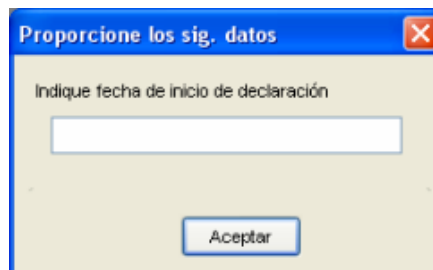 Proporcione los sig. datos
Indique fecha de inicio de declaración
Aceptar